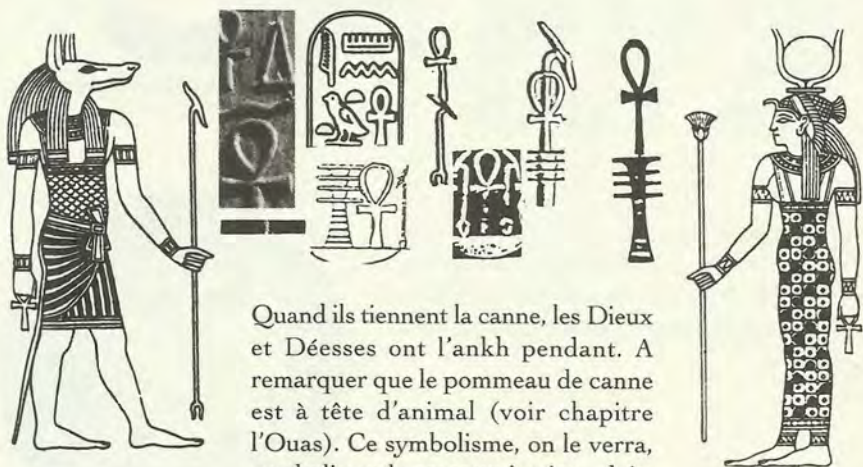 Quand ils tiennent la canne, les Dieux
et Déesses ont l'ankh pendant. A
remarquer que le pommeau de canne
est à tête d'animal (voir chapitre
l'Ouas). Ce symbolisme, on le verra,